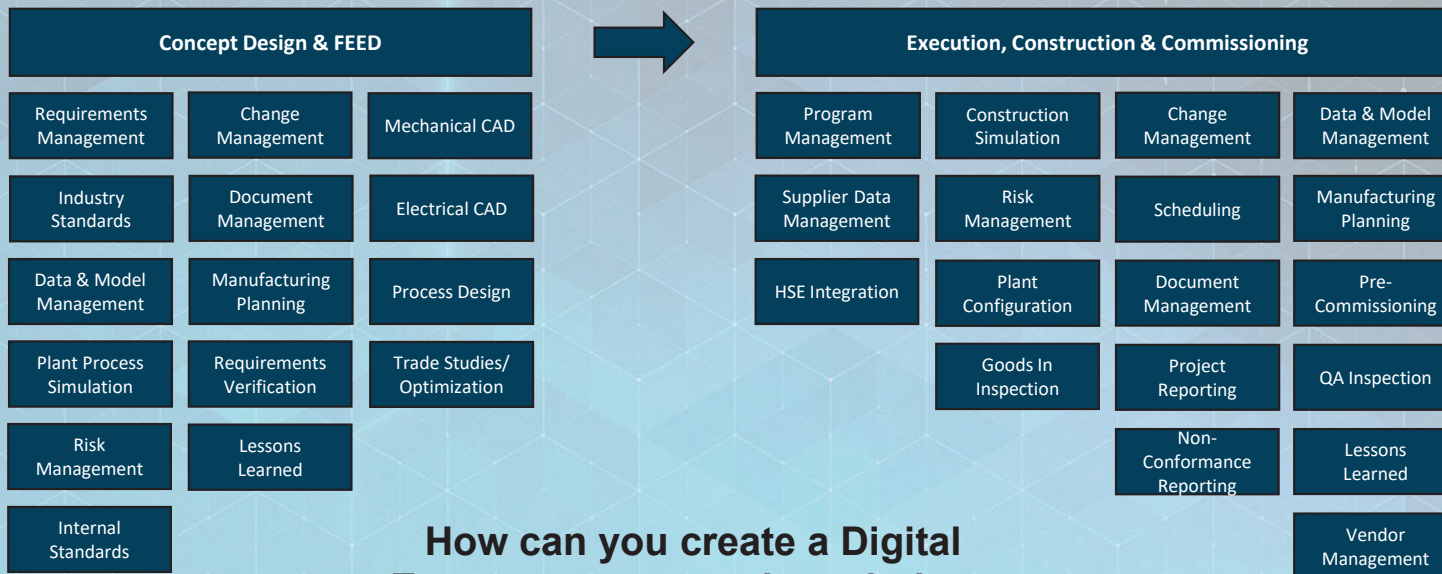 Concept Design & FEED
Requirements
Management
Change
Management
Mechanical CAD
Industry
Standards
Document
Management
Electrical CAD
Data & Model
Management
Manufacturing
Planning
Process Design
Plant Process
Simulation
Requirements
Verification
Trade Studies/
Optimization
Risk
Management
Lessons
Learned
Internal
Standards
Execution, Construction & Commissioning
Program
Management
Construction
Simulation
Change
Management
Data & Model
Management
Supplier Data
Management
Risk
Management
Scheduling
Manufacturing
Planning
HSE Integration
Plant
Configuration
Document
Management
Pre-
Commissioning
Goods In
Inspection
Project
Reporting
QA Inspection
Non-
Conformance
Reporting
Lessons
Learned
Vendor
Management
How can you create a Digital